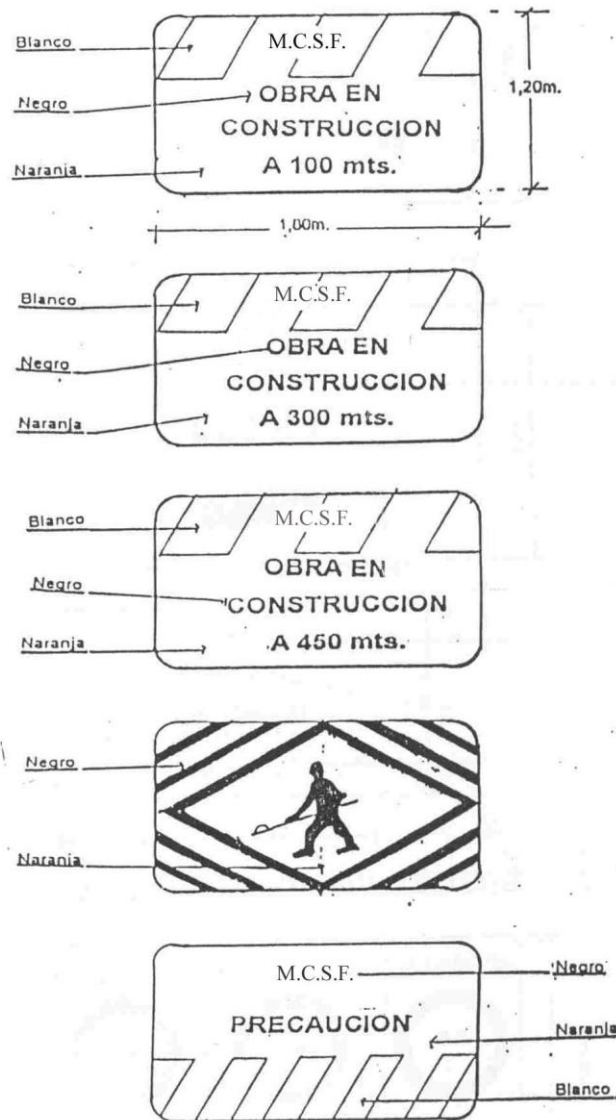 Blanco
M.C.S.F.
Negro
OBRA EN
CONSTRUCCION
Naranja
A 100 mts.
1,20m.
1,80m.
Blanco
M.C.S.F.
Negro
OBRA EN
CONSTRUCCION
Naranja
A 300 mts.
Blanco
M.C.S.F.
OBRA EN
Negro
CONSTRUCCION
Naranja
A 450 mts.
Negro
Naranja
M.C.S.F.
Negro
PRECAUCION
Naranja
Blanco